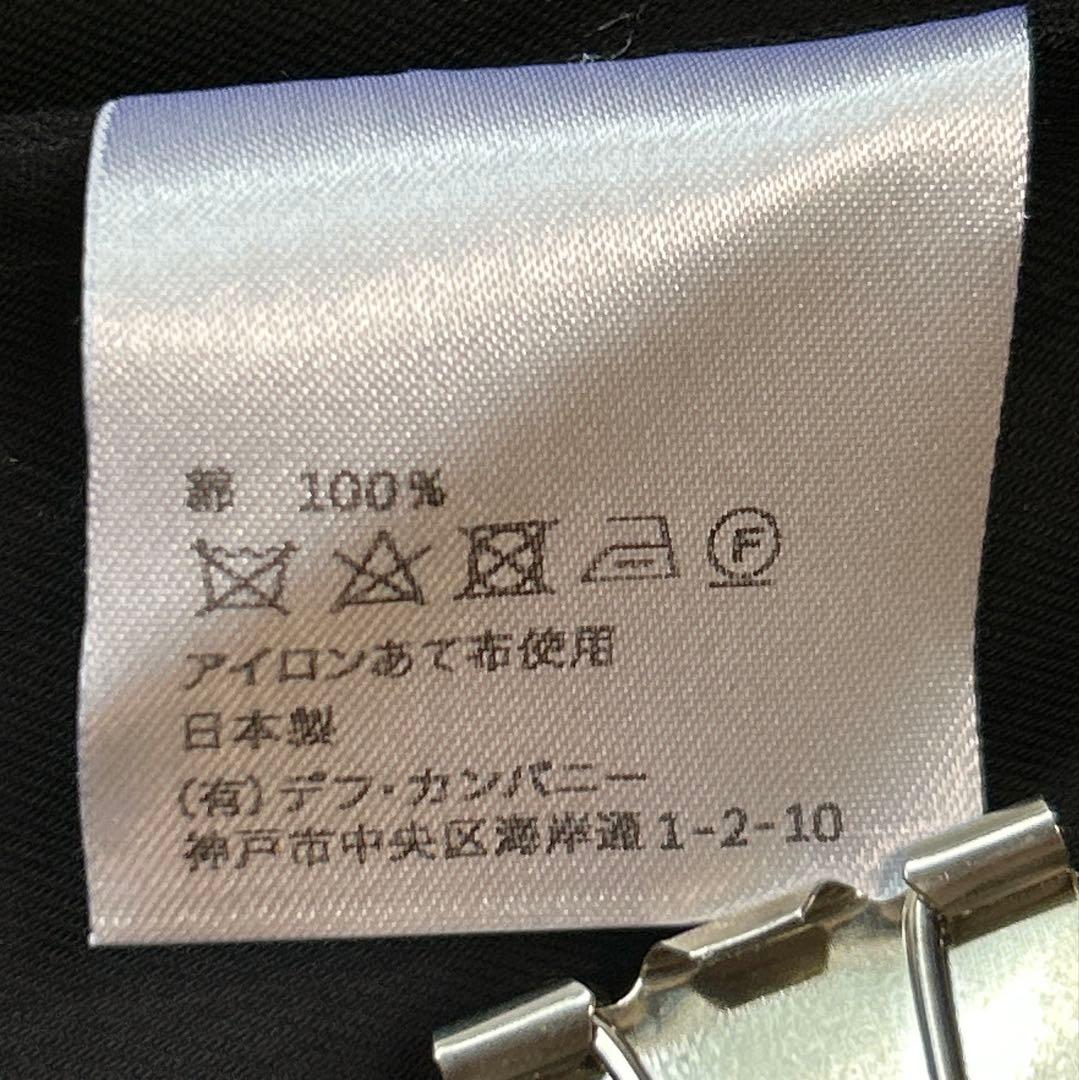 綿 100%
F
アイロンあて布使用
日本製
(有)デフ・カンパニー
神戸市中央区海岸通1-2-10